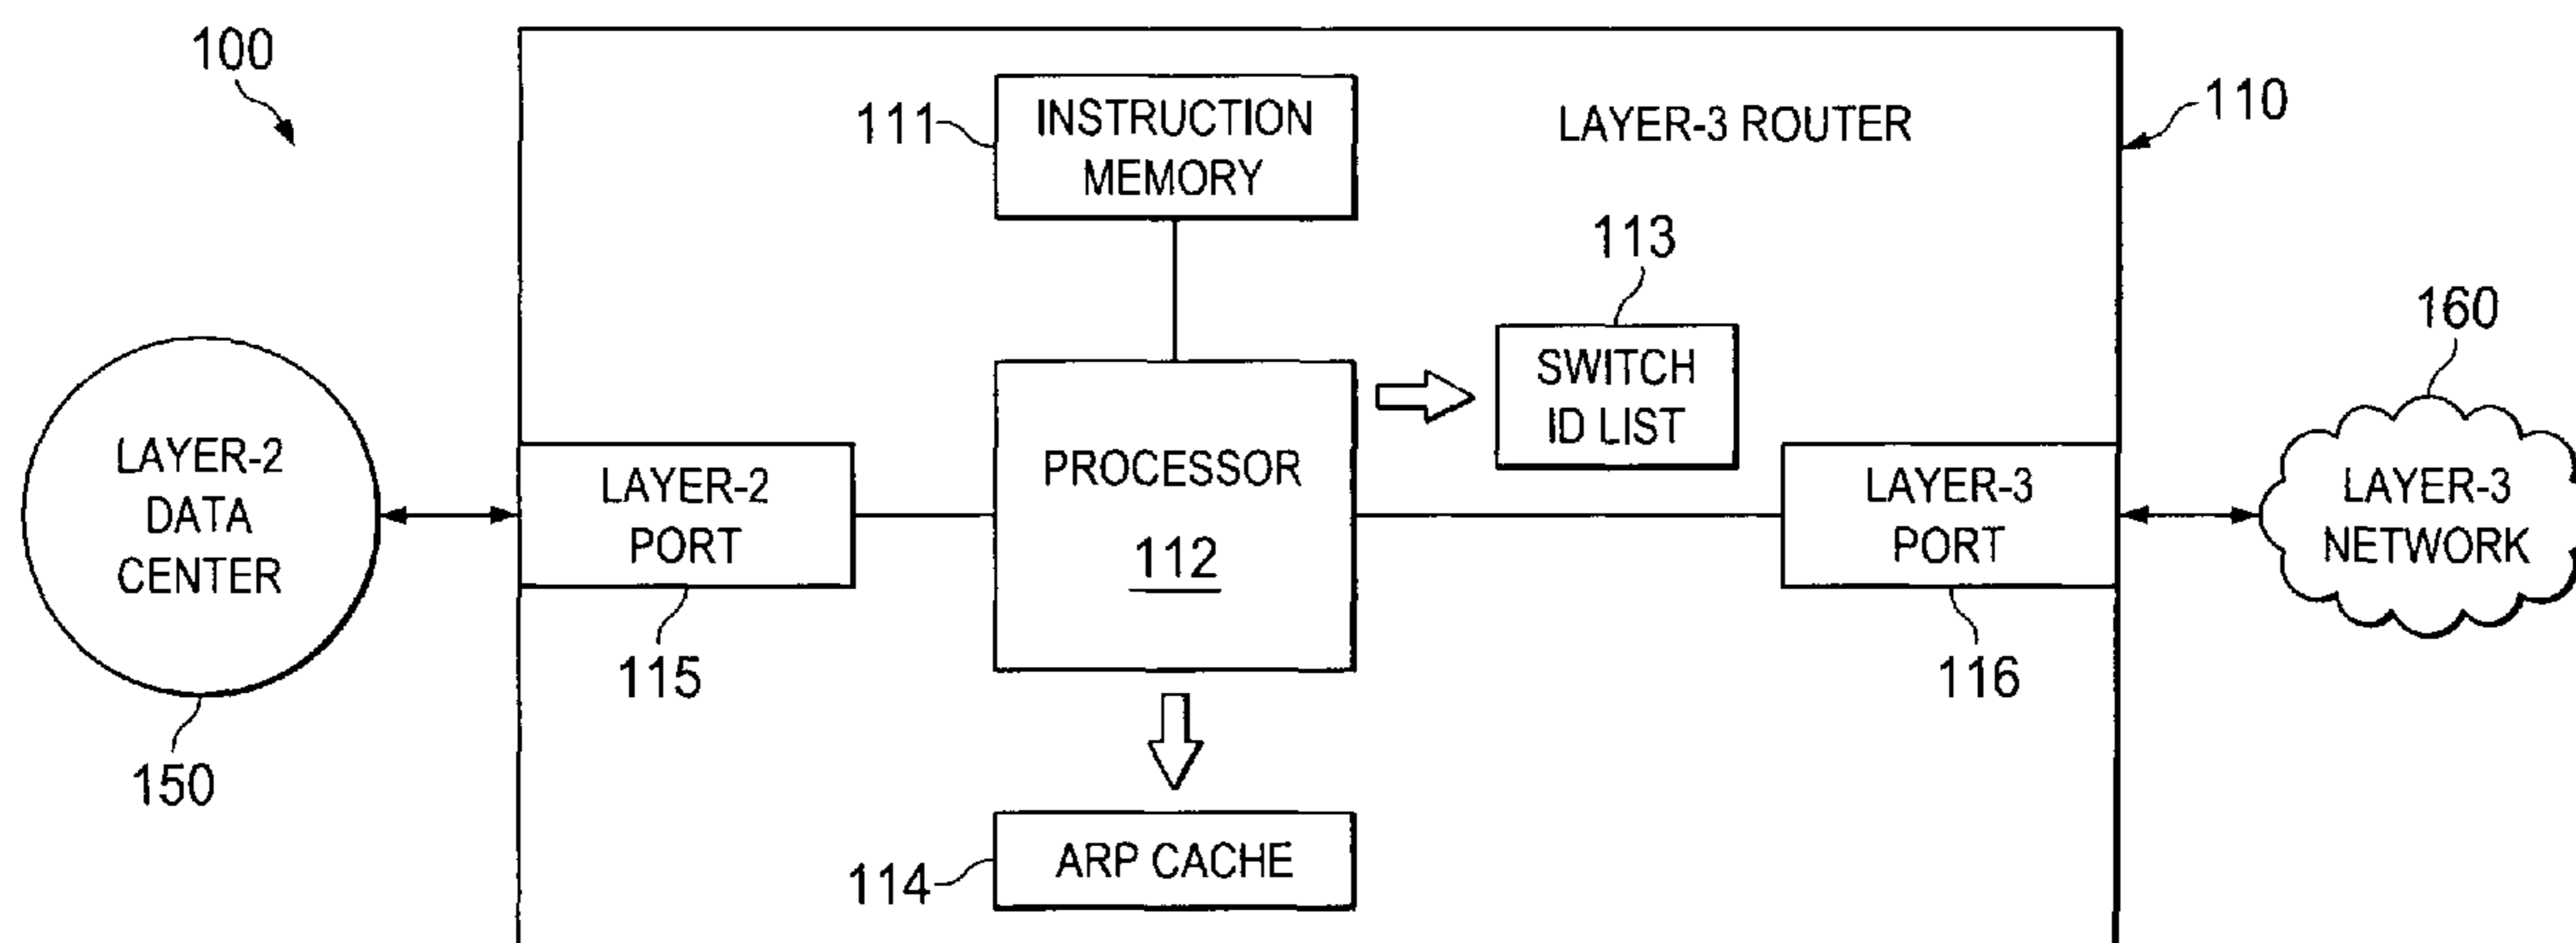 100
INSTRUCTION
MEMORY
111
LAYER-3 ROUTER
110
113
SWITCH
ID LIST
160
LAYER-2
DATA
CENTER
150
LAYER-2
PORT
115
PROCESSOR
112
LAYER-3
PORT
116
LAYER-3
NETWORK
ARP CACHE
114